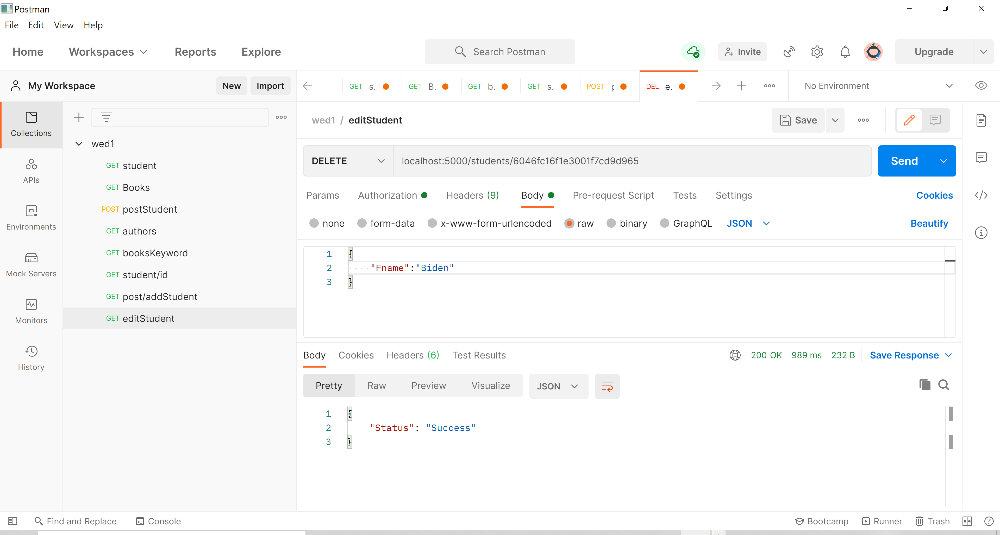 Postman
File Edit View Help
Home Workspaces Reports Explore Search Postman Invite Upgrade
My Workspace New Import GET s. GET B. GET b. GET s. POST DEL e. No Environment
Collections
APIs
Environments
Mock Servers
Monitors
History
wed1
GET student
GET Books
POST postStudent
GET authors
GET booksKeyword
GET student/id
GET post/addStudent
GET editStudent
wed1 / editStudent Save
DELETE localhost:5000/students/6046fc16f1e3001f7cd9d965 Send
Params Authorization Headers (9) Body Pre-request Script Tests Settings Cookies
none form-data x-www-form-urlencoded raw binary GraphQL JSON Beautify
1 {
2 ····"Fname":"Biden"
3 }
Body Cookies Headers (6) Test Results 200 OK 989 ms 232 B Save Response
Pretty Raw Preview Visualize JSON
1 {
2 "Status": "Success"
3 }
Find and Replace Console Bootcamp Runner Trash